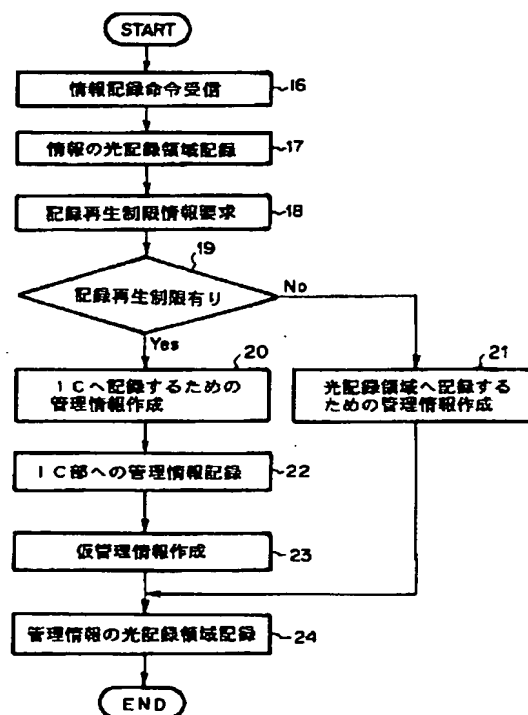 START
情報記録命令受信
16
情報の光記録領域記録
17
記録再生制限情報要求
18
19
記録再生制限有り
No
Yes
20
ICへ記録するための
管理情報作成
21
光記録領域へ記録する
ための管理情報作成
IC部への管理情報記録
22
仮管理情報作成
23
管理情報の光記録領域記録
24
END